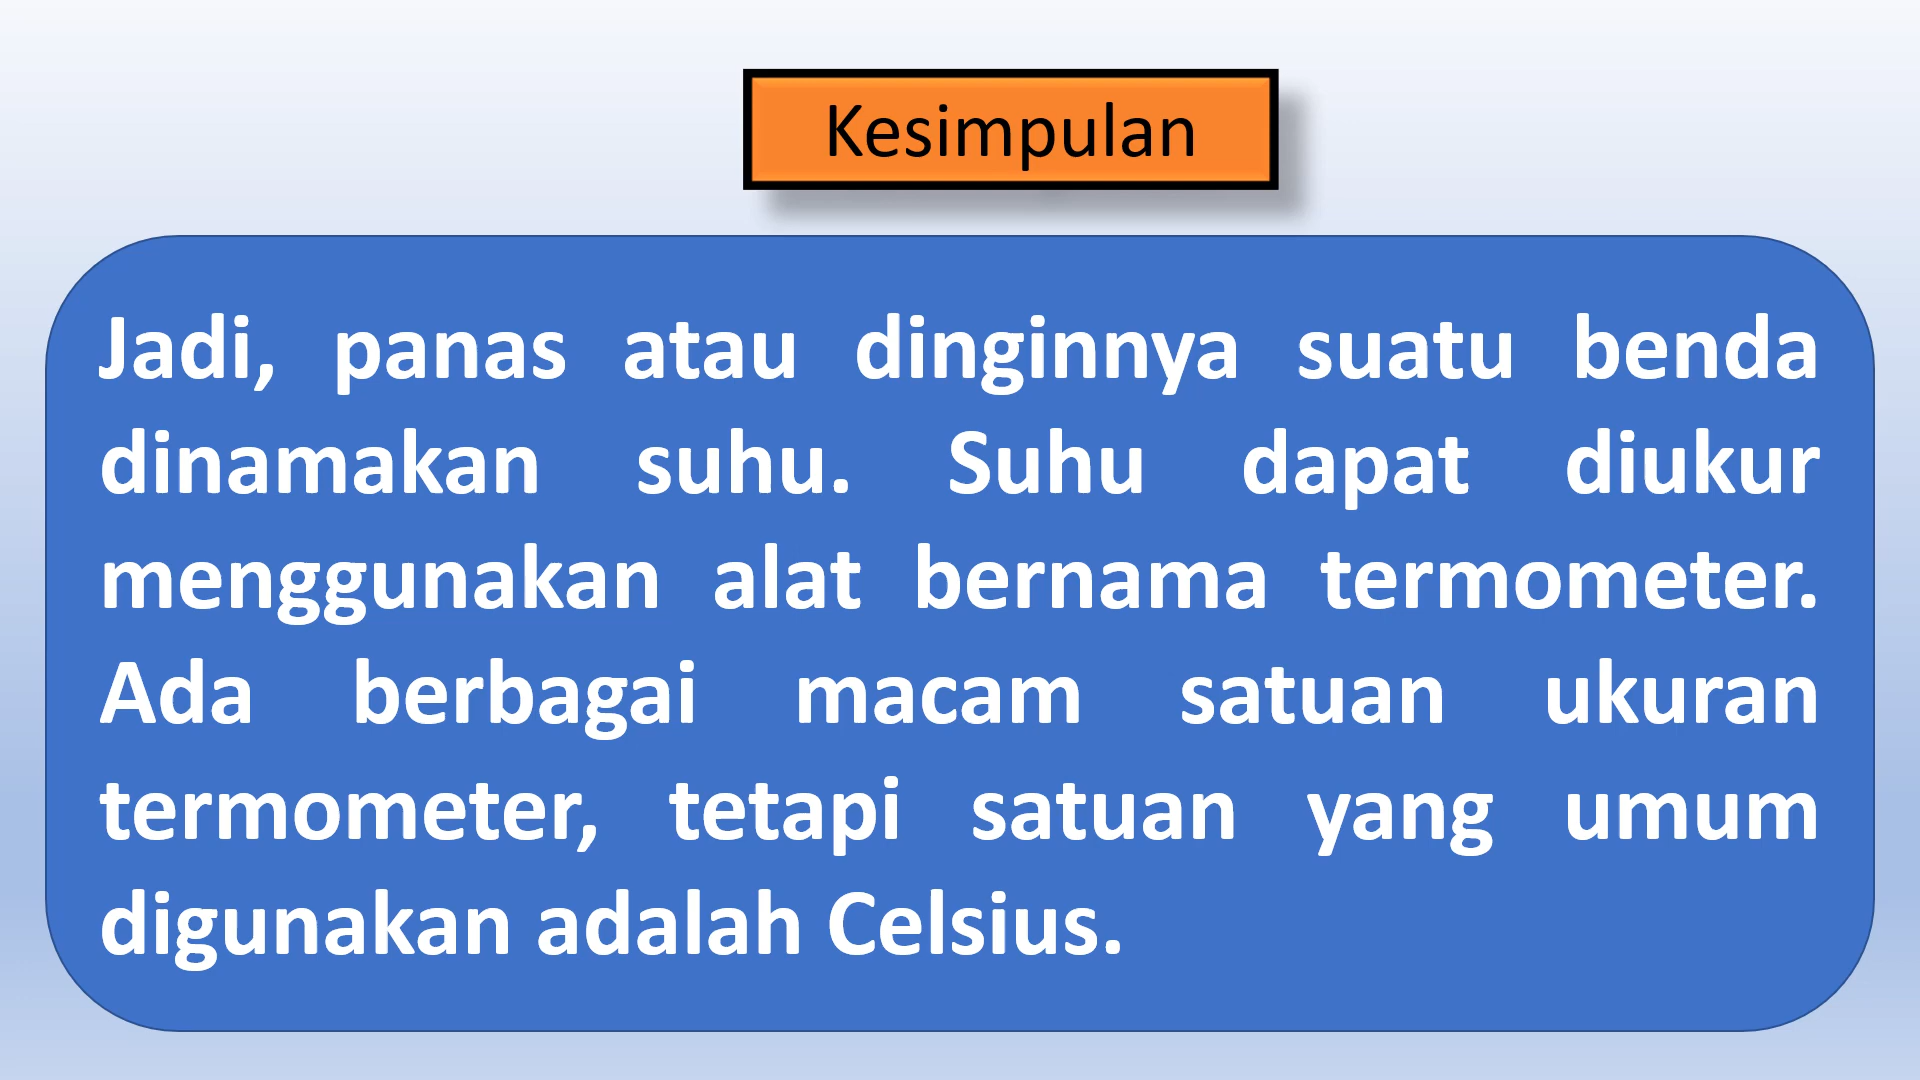 Kesimpulan
Jadi, panas atau dinginnya suatu benda
dinamakan suhu. Suhu dapat diukur
menggunakan alat bernama termometer.
Ada berbagai macam satuan ukuran
termometer, tetapi satuan yang umum
digunakan adalah Celsius.